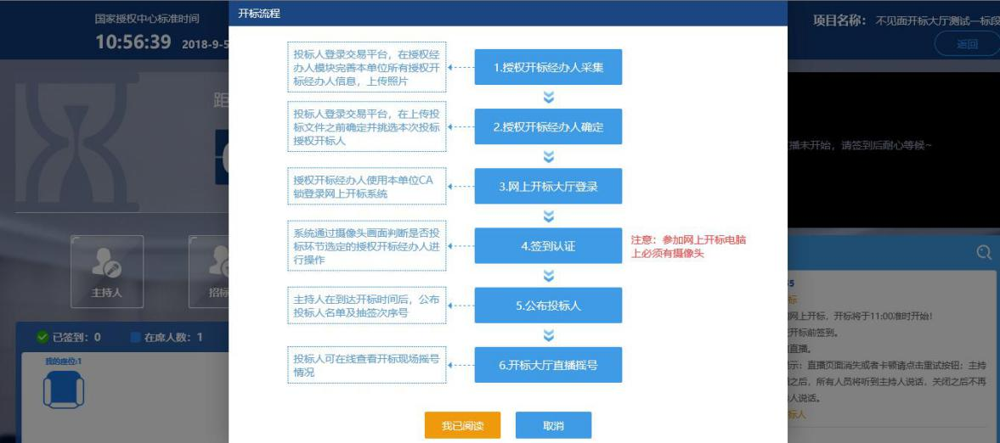 国家授权中心标准时间
10:56:39 2018-9-5
开标流程
项目名称： 不见面开标大厅测试一标段
返回
投标人登录交易平台，在授权经
办人模块完善本单位所有授权开
标经办人信息，上传照片
1.授权开标经办人采集
投标人登录交易平台，在上传投
标文件之前确定并挑选本次投标
授权开标人
2.授权开标经办人确定
授权开标经办人使用本单位CA
锁登录网上开标系统
3.网上开标大厅登录
系统通过摄像头画面判断是否投
标环节选定的授权开标经办人进
行操作
4.签到认证
注意：参加网上开标电脑
上必须有摄像头
主持人在到达开标时间后，公布
投标人名单及抽签次序号
5.公布投标人
投标人可在线查看开标现场摇号
情况
6.开标大厅直播摇号
我已阅读
取消
距
主持人
招标
已签到：0
在席人数：1
我的座位:1
播未开始，请签到后耐心等候~
标
网上开标，开标将于11:00准时开始！
开标前签到。
直播。
示：直播页面消失或者卡顿请点击重试按钮；主持
之后，所有人员将听到主持人说话，关闭之后不再
人说话。
标人